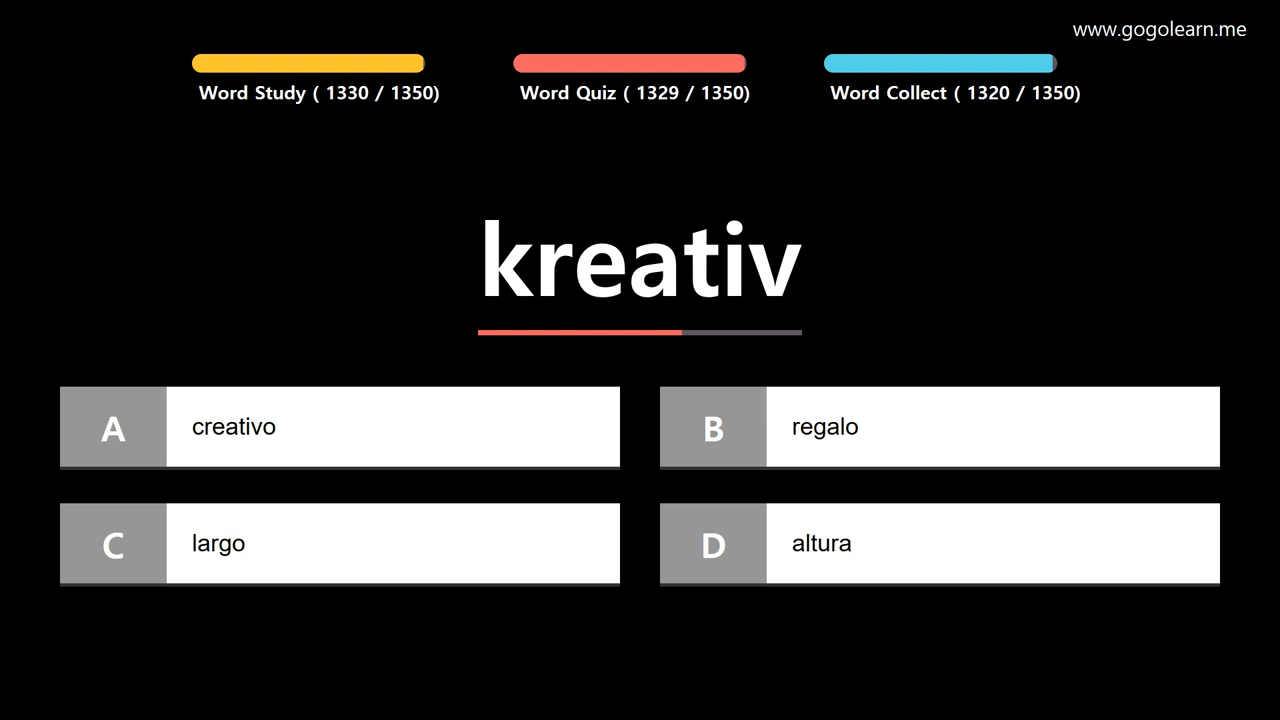 www.gogolearn.me
Word Study ( 1330 / 1350)
Word Quiz ( 1329 / 1350)
Word Collect ( 1320 / 1350)
kreativ
A creativo
B regalo
C largo
D altura